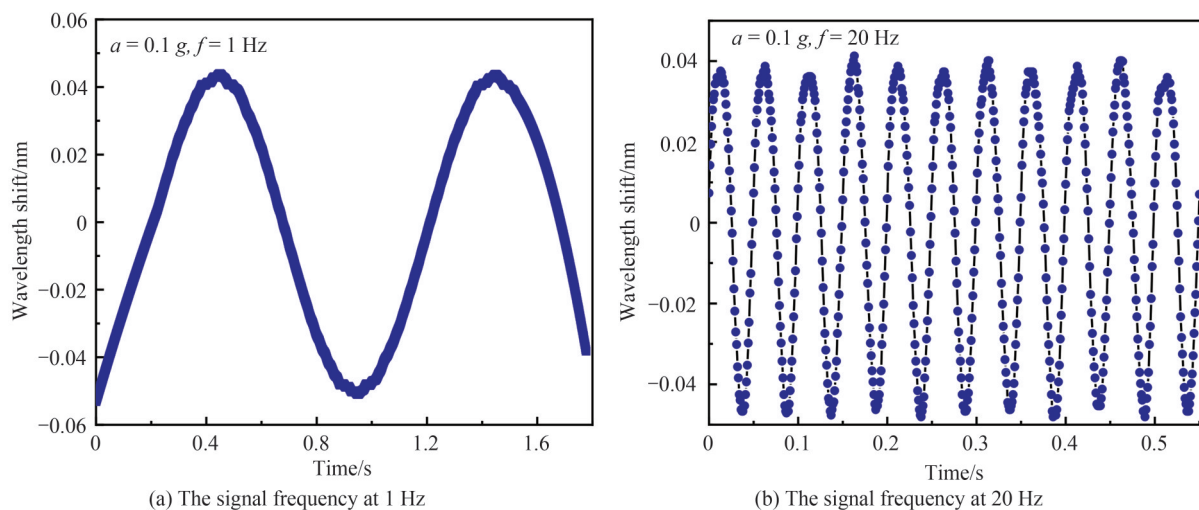 a = 0.1 g, f = 1 Hz
0.06
0.04
0.02
0
−0.02
−0.04
−0.06
Wavelength shift/nm
0
0.4
0.8
1.2
1.6
Time/s
(a) The signal frequency at 1 Hz
a = 0.1 g, f = 20 Hz
0.04
0.02
0
−0.02
−0.04
Wavelength shift/nm
0
0.1
0.2
0.3
0.4
0.5
Time/s
(b) The signal frequency at 20 Hz